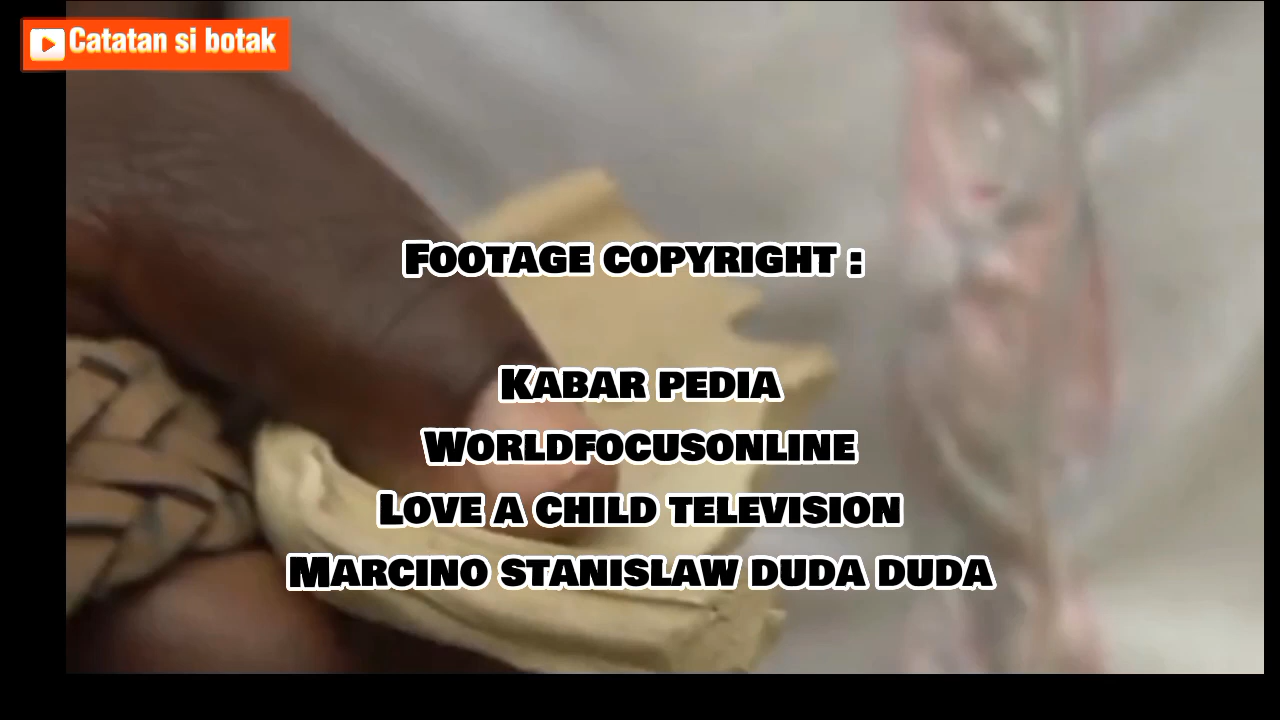 Catatan si botak
Footage copyright :
Kabar pedia
Worldfocusonline
Love a child television
Marcino stanislaw duda duda